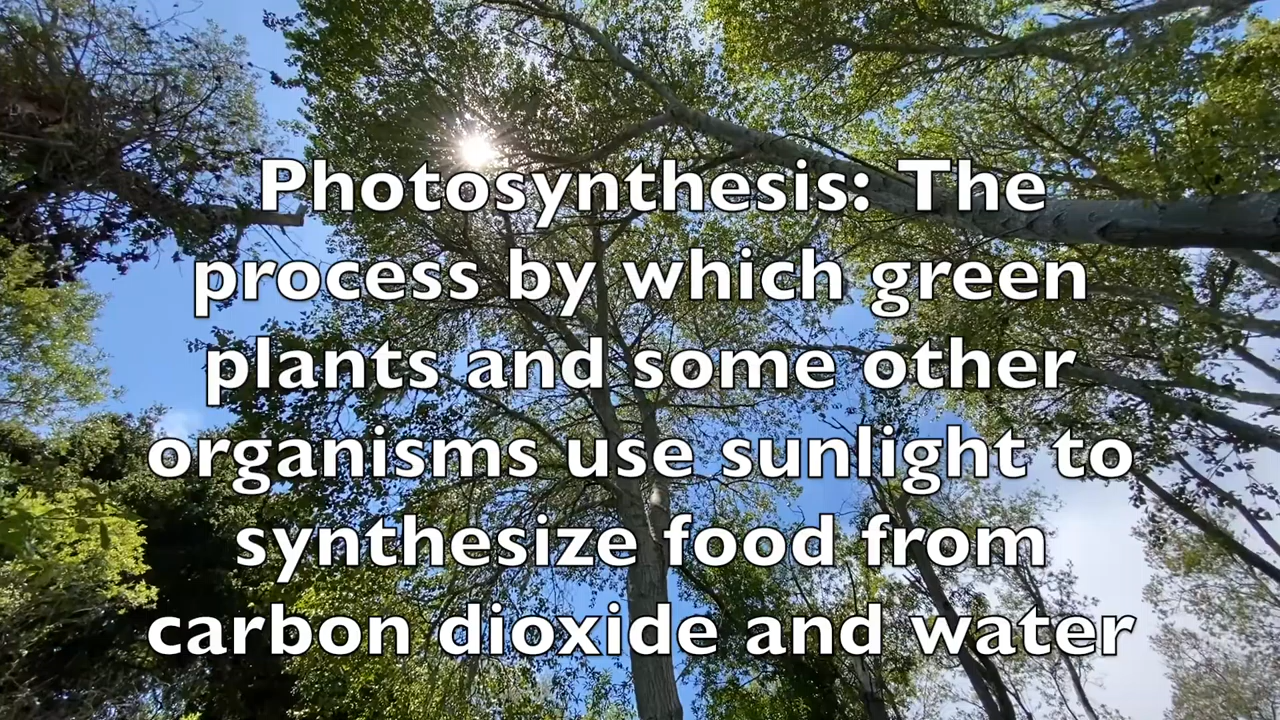 Photosynthesis: The
process by which green
plants and some other
organisms use sunlight to
synthesize food from
carbon dioxide and water